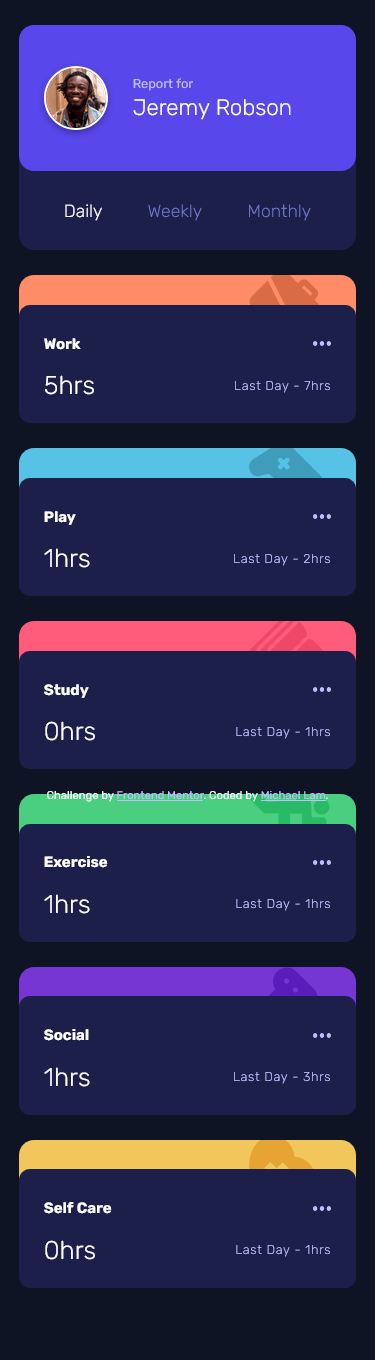 Report for
Jeremy Robson
Daily Weekly Monthly
Work
5hrs Last Day - 7hrs
Play
1hrs Last Day - 2hrs
Study
0hrs Last Day - 1hrs
Challenge by Frontend Mentor. Coded by Michael Lam.
Exercise
1hrs Last Day - 1hrs
Social
1hrs Last Day - 3hrs
Self Care
0hrs Last Day - 1hrs